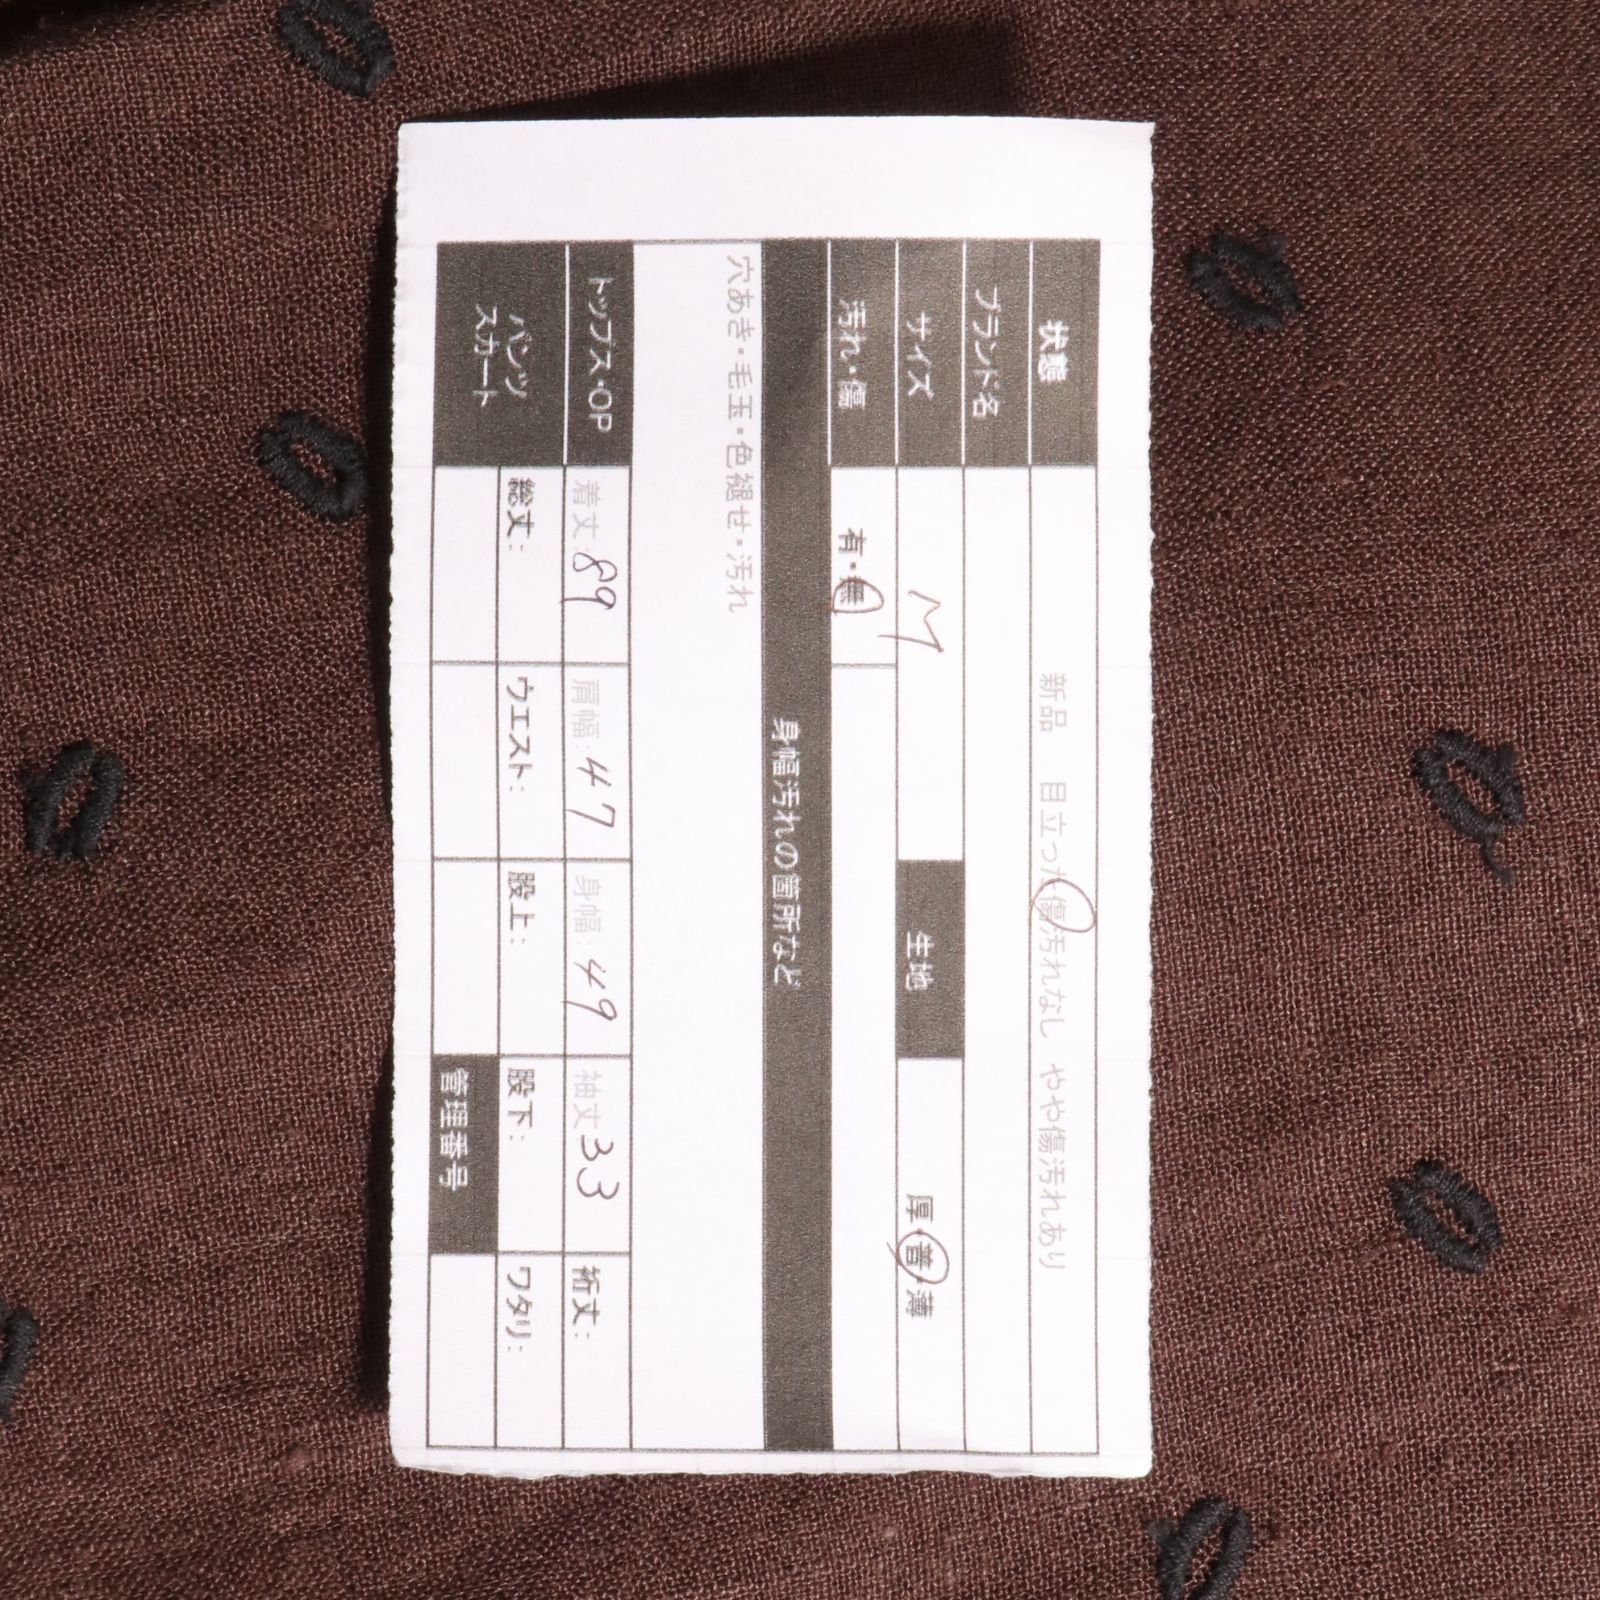 状態 新品 目立った傷汚れなし やや傷汚れあり
ブランド名
サイズ M 生地 厚・普・薄
汚れ・傷 有・無
身幅汚れの箇所など
穴あき・毛玉・色褪せ・汚れ
トップス・OP 着丈:89 肩幅:47 身幅:49 袖丈:33 裄丈:
パンツ
スカート
総丈: ウエスト: 股上: 股下: ワタリ:
管理番号